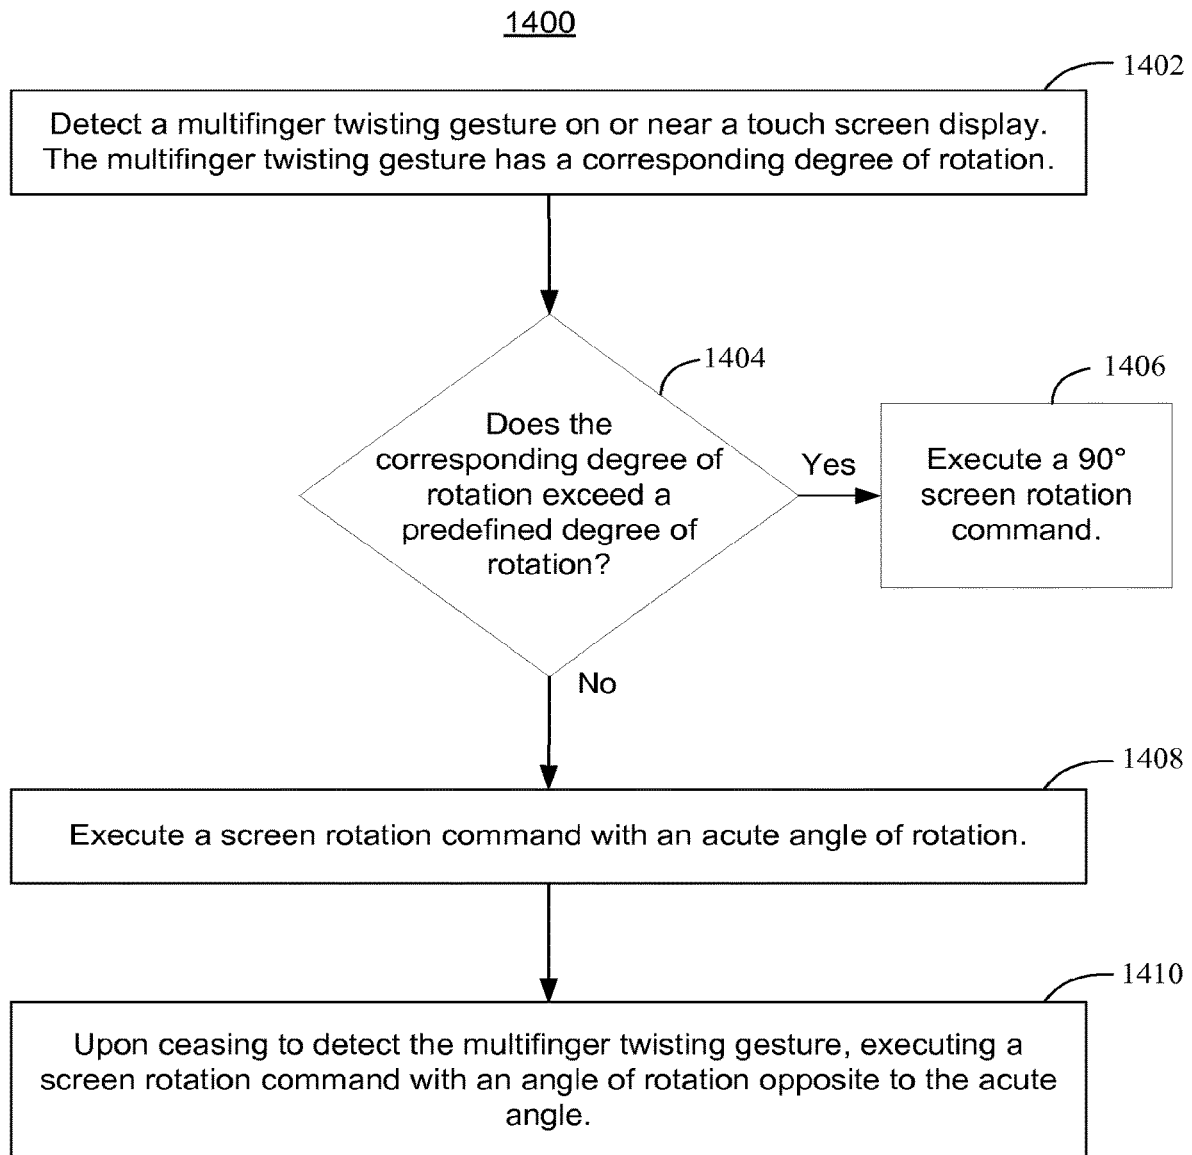 1400
1402
Detect a multifinger twisting gesture on or near a touch screen display.
The multifinger twisting gesture has a corresponding degree of rotation.
1404
1406
Does the
corresponding degree of
rotation exceed a
predefined degree of
rotation?
Yes
Execute a 90°
screen rotation
command.
No
1408
Execute a screen rotation command with an acute angle of rotation.
1410
Upon ceasing to detect the multifinger twisting gesture, executing a
screen rotation command with an angle of rotation opposite to the acute
angle.